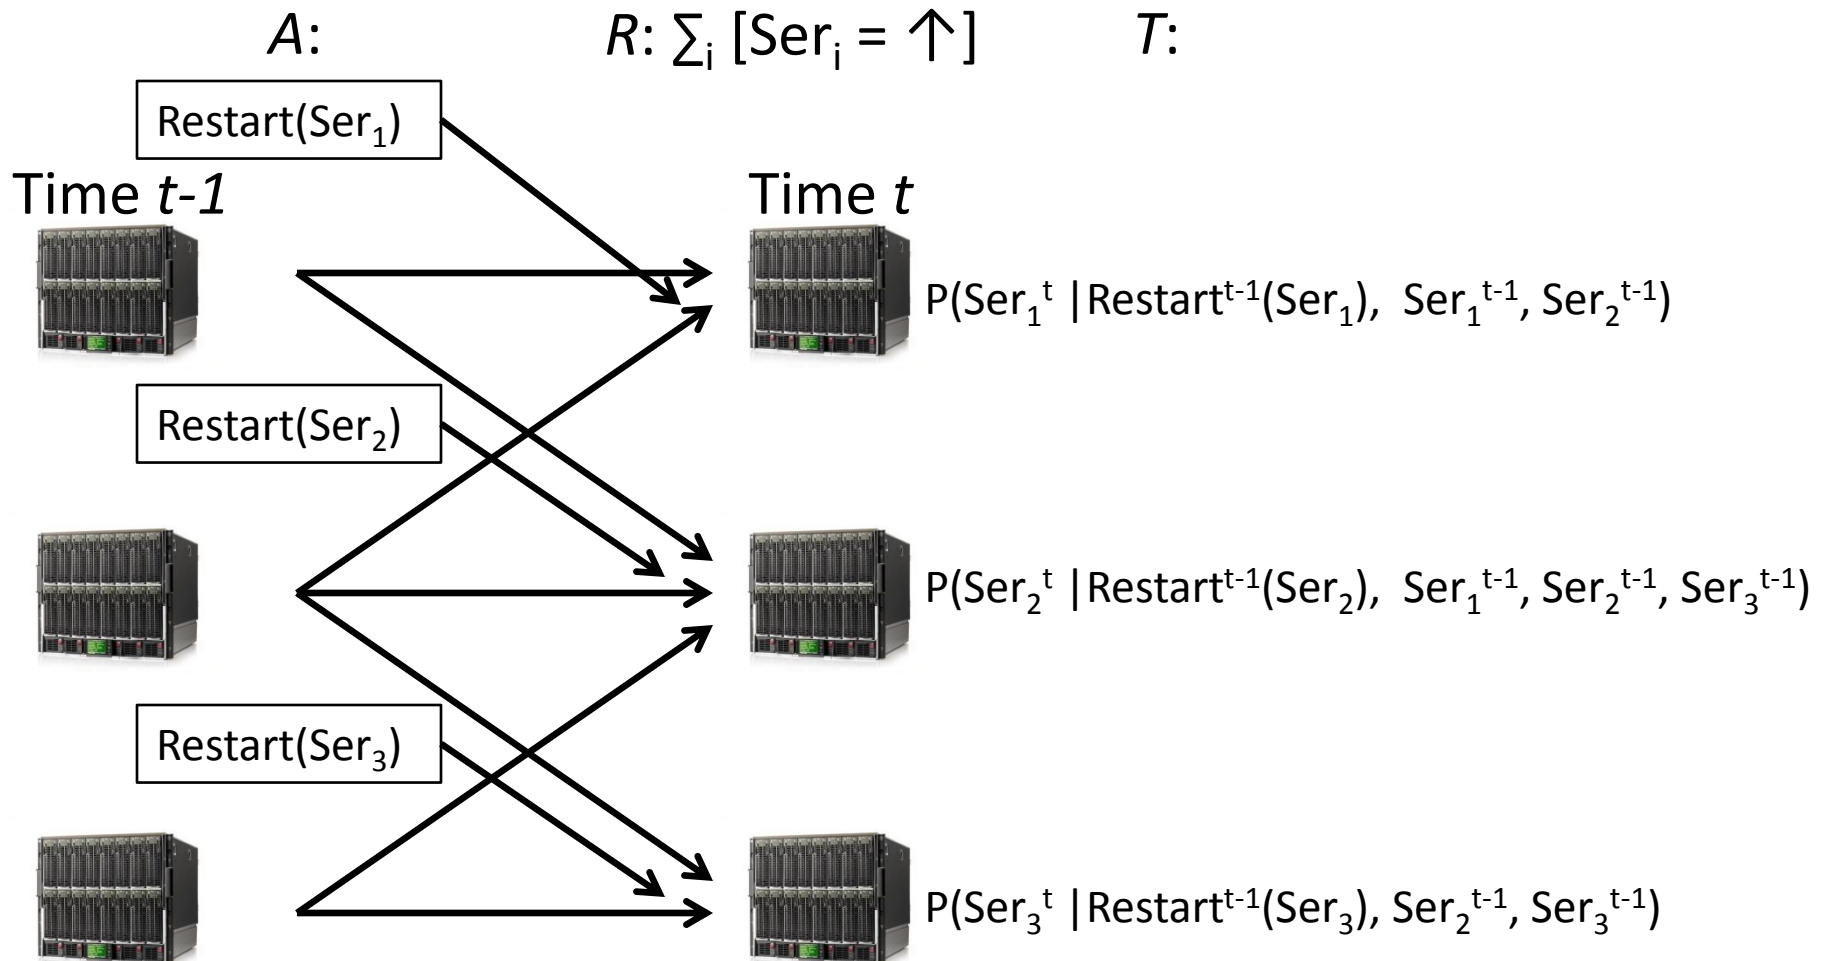 A: R: ∑ᵢ [Serᵢ = ↑] T:
Restart(Ser₁)
Time t-1 Time t
P(Ser₁ᵗ |Restartᵗ⁻¹(Ser₁), Ser₁ᵗ⁻¹, Ser₂ᵗ⁻¹)
Restart(Ser₂)
P(Ser₂ᵗ |Restartᵗ⁻¹(Ser₂), Ser₁ᵗ⁻¹, Ser₂ᵗ⁻¹, Ser₃ᵗ⁻¹)
Restart(Ser₃)
P(Ser₃ᵗ |Restartᵗ⁻¹(Ser₃), Ser₂ᵗ⁻¹, Ser₃ᵗ⁻¹)